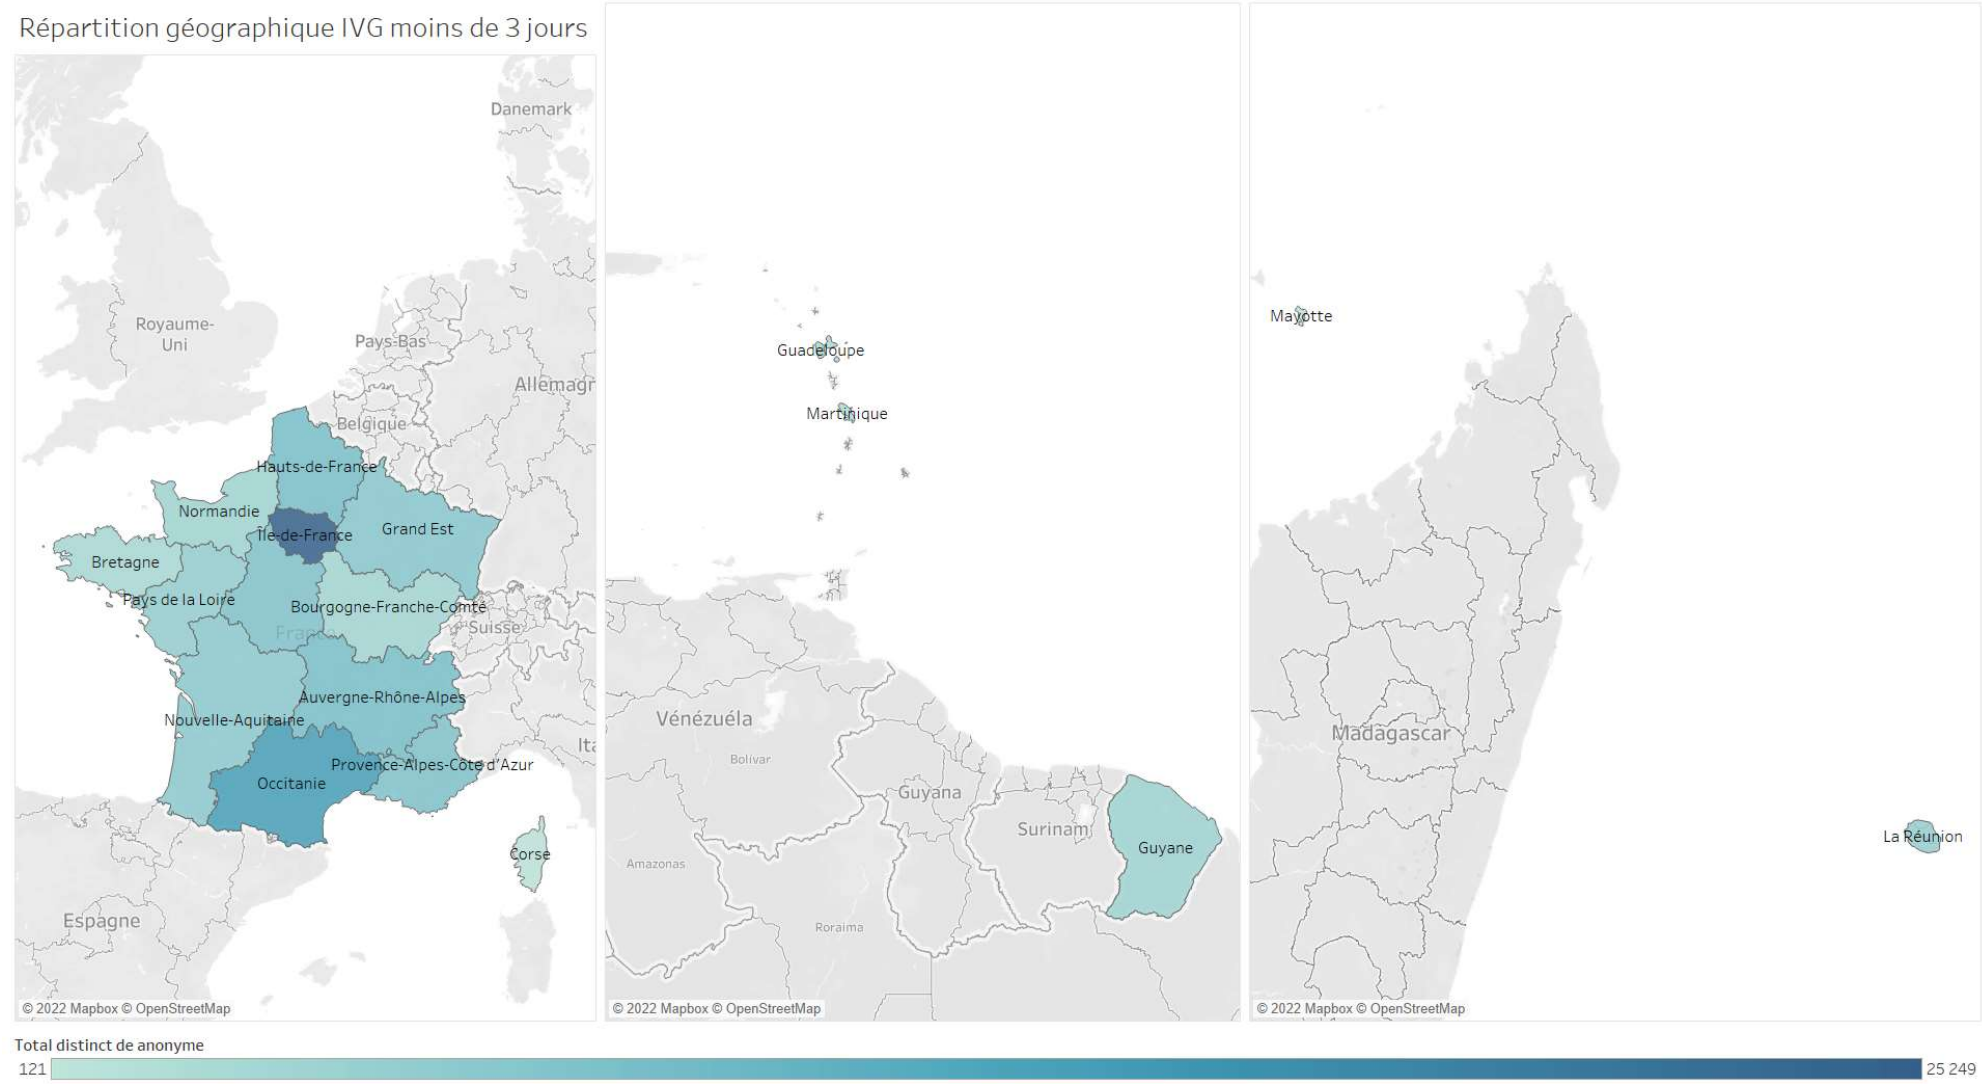 Répartition géographique IVG moins de 3 jours
Danemark
Royaume-
Uni
Pays-Bas
Allemagr
Belgique
Hauts-de-France
Normandie
Île-de-France
Grand Est
Bretagne
Pays de la Loire
Bourgogne-Franche-Comté
France
Suisse
Auvergne-Rhône-Alpes
Nouvelle-Aquitaine
Ita
Provence-Alpes-Côte d'Azur
Occitanie
Corse
Espagne
© 2022 Mapbox © OpenStreetMap
Guadeloupe
Martinique
Vénézuéla
Bolívar
Guyana
Surinam
Guyane
Amazonas
Roraima
© 2022 Mapbox © OpenStreetMap
Mayotte
Madagascar
La Réunion
© 2022 Mapbox © OpenStreetMap
Total distinct de anonyme
121
25 249